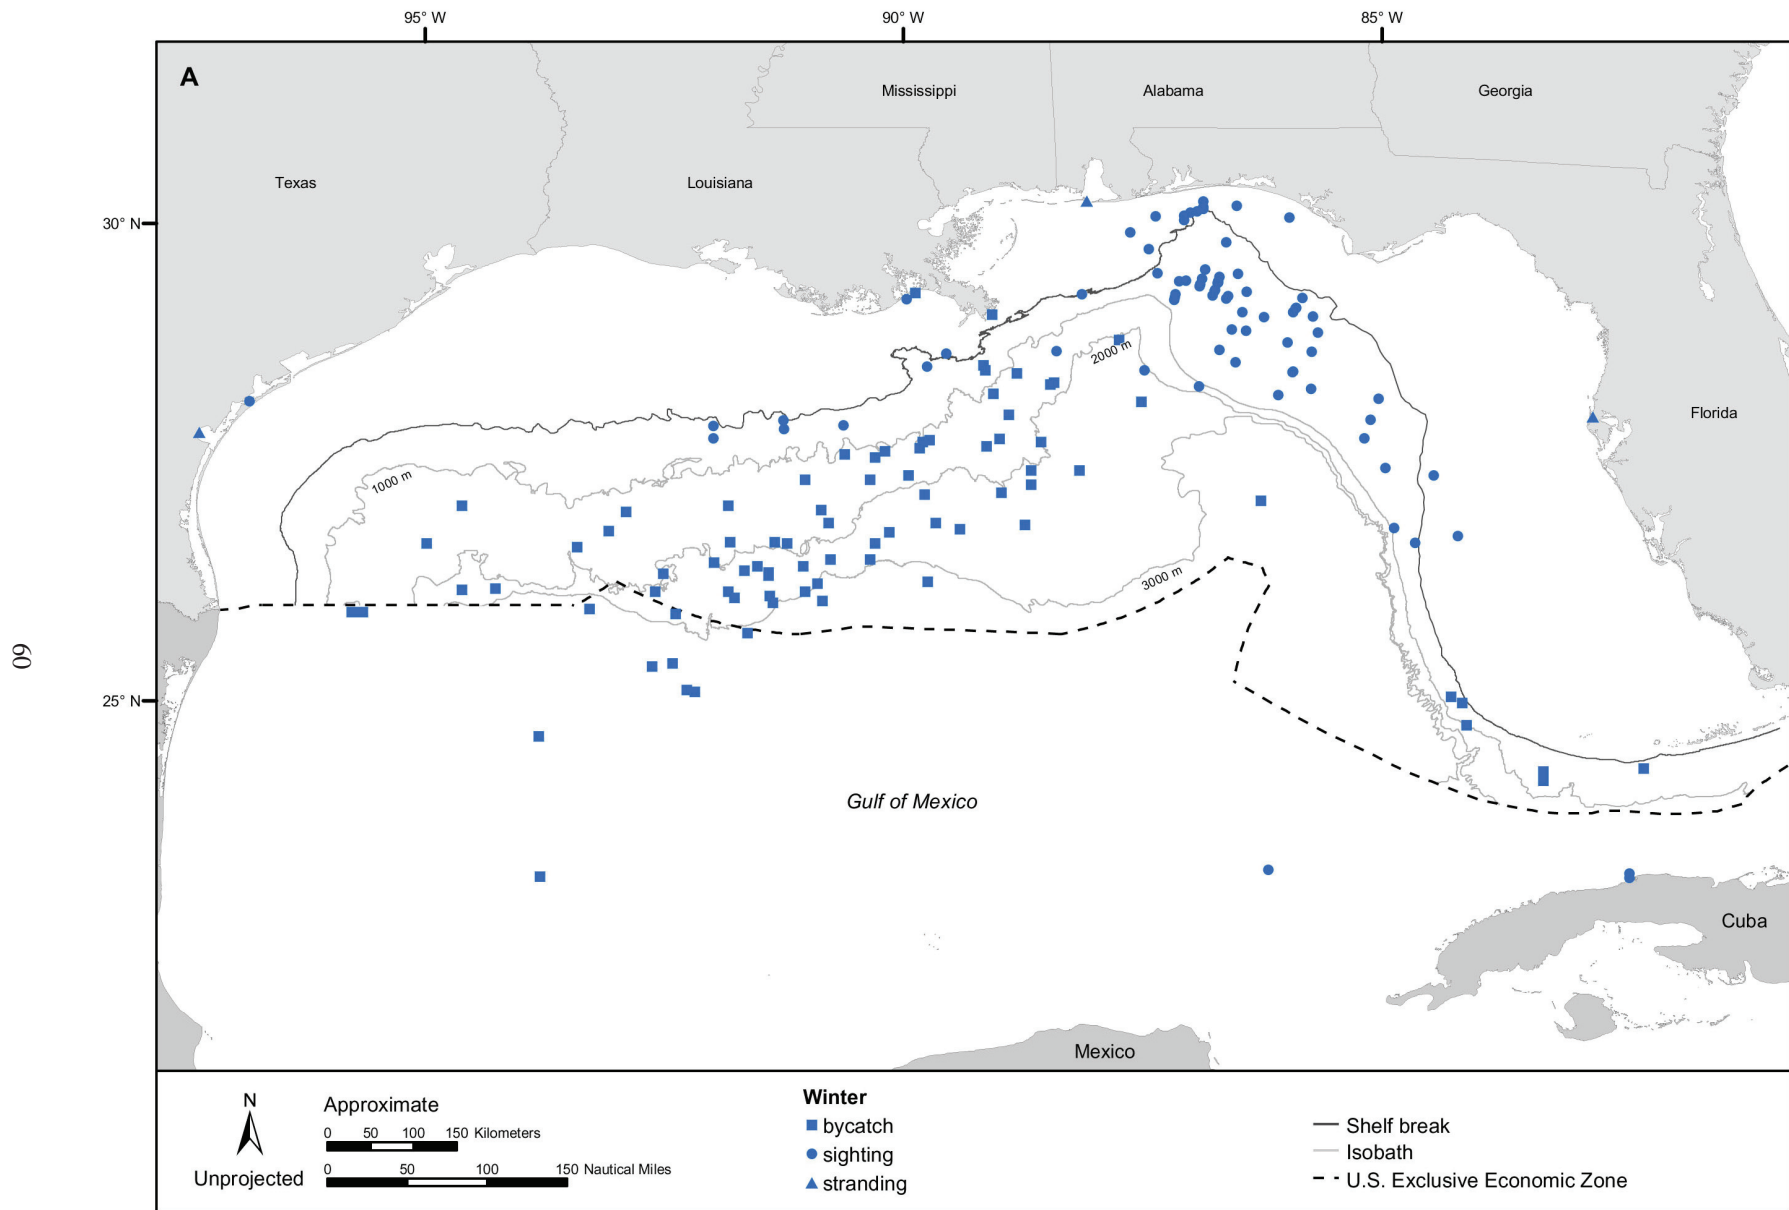 95° W 90° W 85° W
A
Mississippi Alabama Georgia
Texas Louisiana
30° N
2000 m
Florida
1000 m
3000 m
60
25° N
Gulf of Mexico
Cuba
Mexico
N
Unprojected
Approximate
0 50 100 150 Kilometers
0 50 100 150 Nautical Miles
Winter
bycatch
sighting
stranding
Shelf break
Isobath
U.S. Exclusive Economic Zone